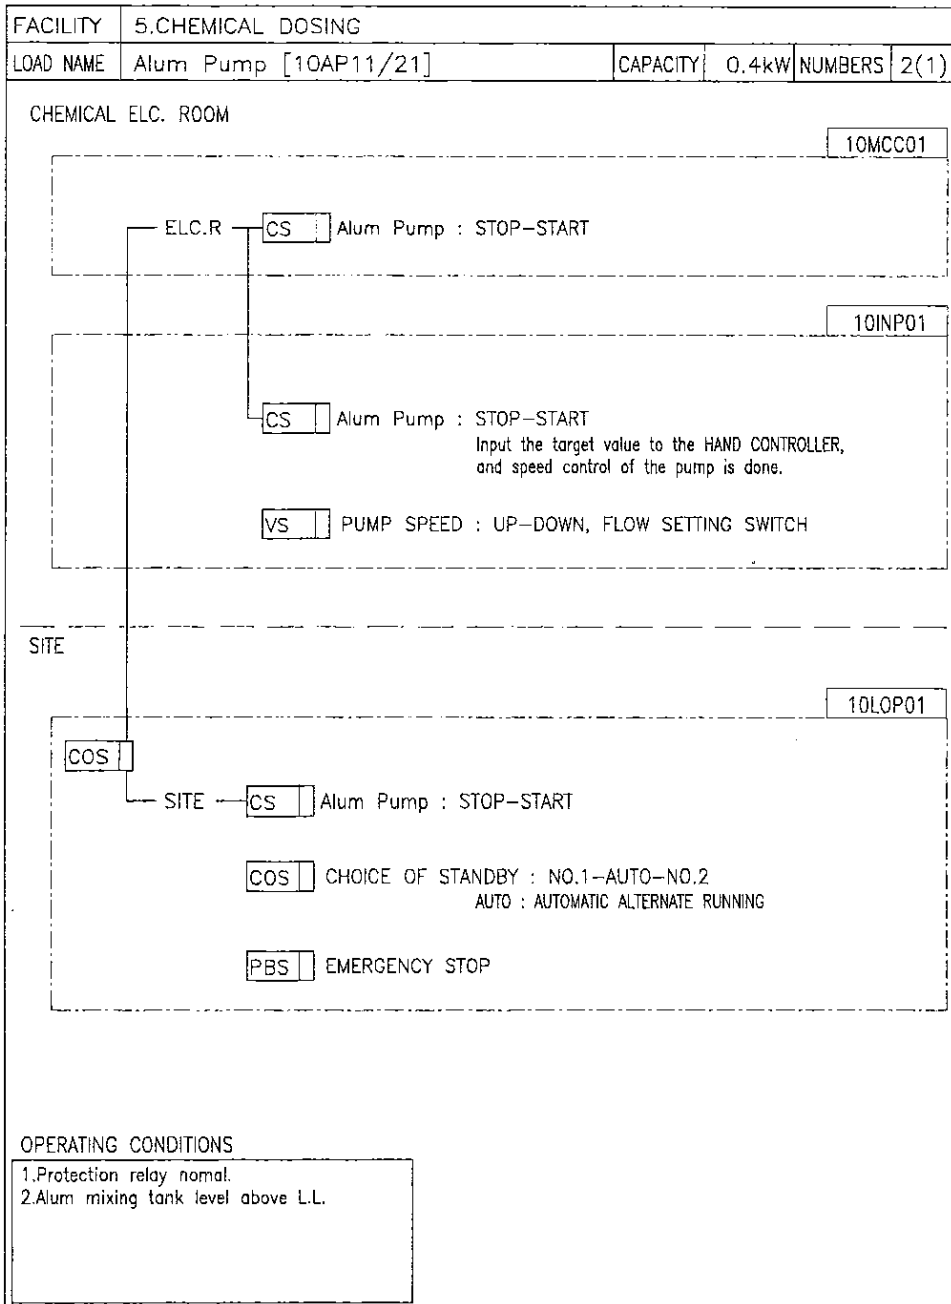 FACILITY 5.CHEMICAL DOSING
LOAD NAME Alum Pump [10AP11/21] CAPACITY 0.4kW NUMBERS 2(1)
CHEMICAL ELC. ROOM
10MCC01
ELC.R CS Alum Pump : STOP-START
10INP01
CS Alum Pump : STOP-START
Input the target value to the HAND CONTROLLER,
and speed control of the pump is done.
VS PUMP SPEED : UP-DOWN, FLOW SETTING SWITCH
SITE
10LOP01
COS
SITE CS Alum Pump : STOP-START
COS CHOICE OF STANDBY : NO.1-AUTO-NO.2
AUTO : AUTOMATIC ALTERNATE RUNNING
PBS EMERGENCY STOP
OPERATING CONDITIONS
1.Protection relay nomal.
2.Alum mixing tank level above L.L.